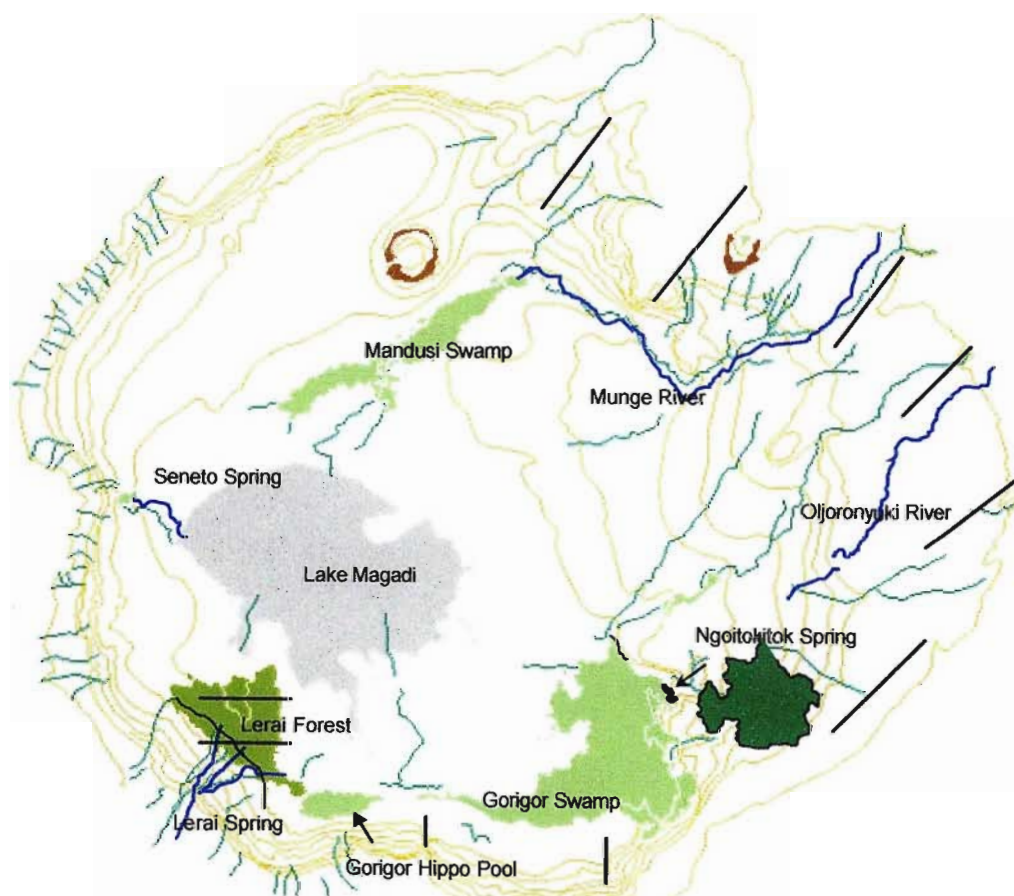 Mandusi Swamp
Munge River
Seneto Spring
Oljoronyuki River
Lake Magadi
Ngoitokitok Spring
Lerai Forest
Gorigor Swamp
Lerai Spring
Gorigor Hippo Pool